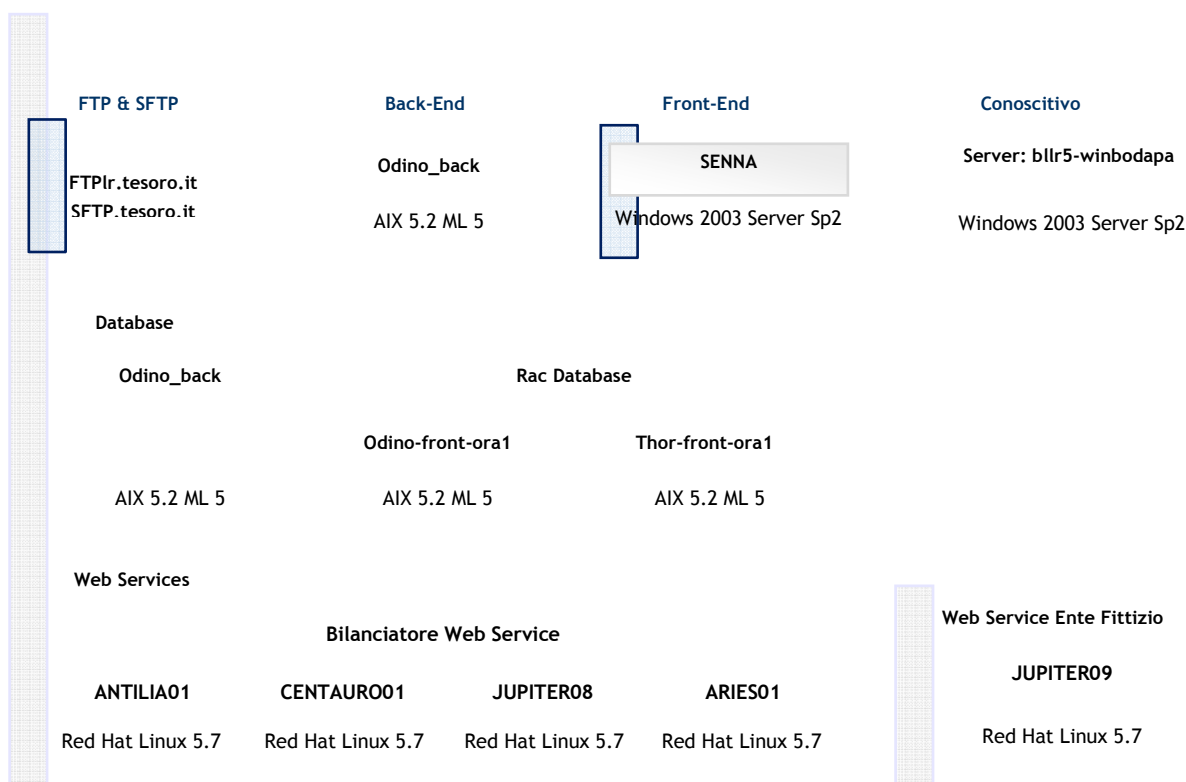 FTP & SFTP
Back-End
Front-End
Conoscitivo
FTPlr.tesoro.it
SFTP.tesoro.it
Odino_back
AIX 5.2 ML 5
SENNA
Windows 2003 Server Sp2
Server: bllr5-winbodapa
Windows 2003 Server Sp2
Database
Odino_back
Rac Database
Odino-front-ora1
Thor-front-ora1
AIX 5.2 ML 5
AIX 5.2 ML 5
AIX 5.2 ML 5
Web Services
Bilanciatore Web Service
Web Service Ente Fittizio
ANTILIA01
CENTAURO01
JUPITER08
ARIES01
JUPITER09
Red Hat Linux 5.7
Red Hat Linux 5.7
Red Hat Linux 5.7
Red Hat Linux 5.7
Red Hat Linux 5.7